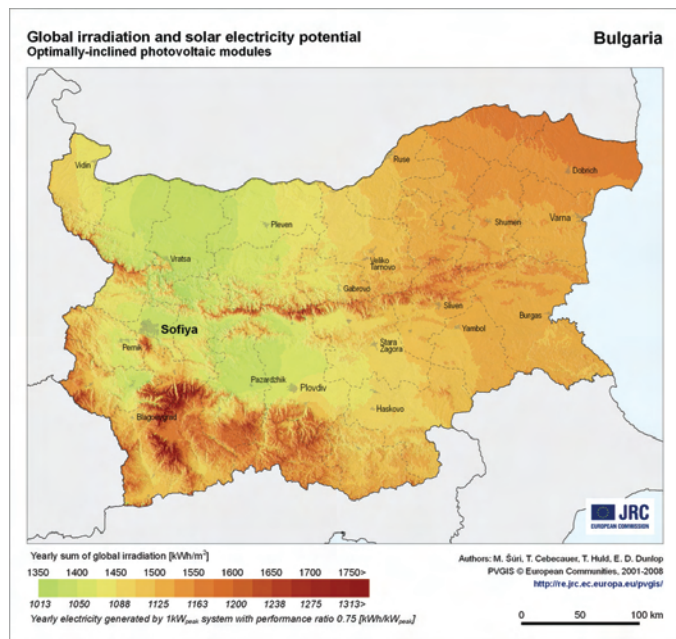 Global irradiation and solar electricity potential
Optimally-inclined photovoltaic modules
Bulgaria
Vidin
Ruse
Dobrich
Pleven
Shumen
Varna
Vratsa
Veliko
Tarnovo
Gabrovo
Sliven
Burgas
Sofiya
Yambol
Pernik
Stara
Zagora
Pazardzhik
Plovdiv
Blagoevgrad
Haskovo
JRC
EUROPEAN COMMISSION
Yearly sum of global irradiation [kWh/m²]
1350 1400 1450 1500 1550 1600 1650 1700 1750>
1013 1050 1088 1125 1163 1200 1238 1275 1313>
Yearly electricity generated by 1kWpeak system with performance ratio 0.75 [kWh/kWpeak]
Authors: M. Šúri, T. Cebecauer, T. Huld, E. D. Dunlop
PVGIS © European Communities, 2001-2008
http://re.jrc.ec.europa.eu/pvgis/
0 50 100 km